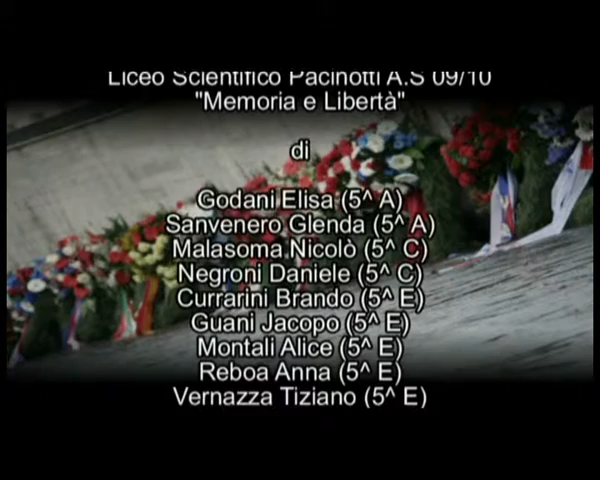 Liceo Scientifico Pacinotti A.S 09/10
"Memoria e Libertà"
di
Godani Elisa (5^ A)
Sanvenero Glenda (5^ A)
Malasoma Nicolò (5^ C)
Negroni Daniele (5^ C)
Currarini Brando (5^ E)
Guani Jacopo (5^ E)
Montali Alice (5^ E)
Reboa Anna (5^ E)
Vernazza Tiziano (5^ E)